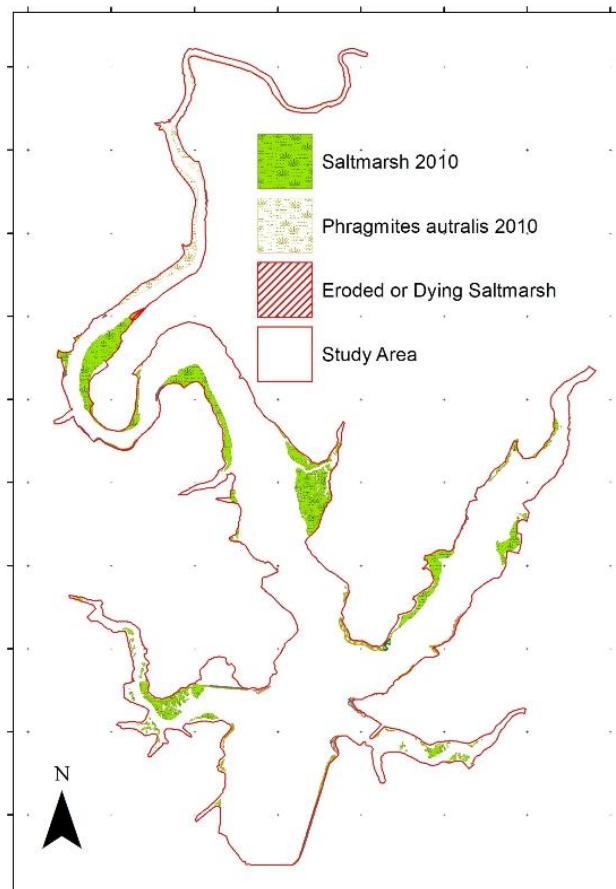 Saltmarsh 2010
Phragmites autralis 2010
Eroded or Dying Saltmarsh
Study Area
N